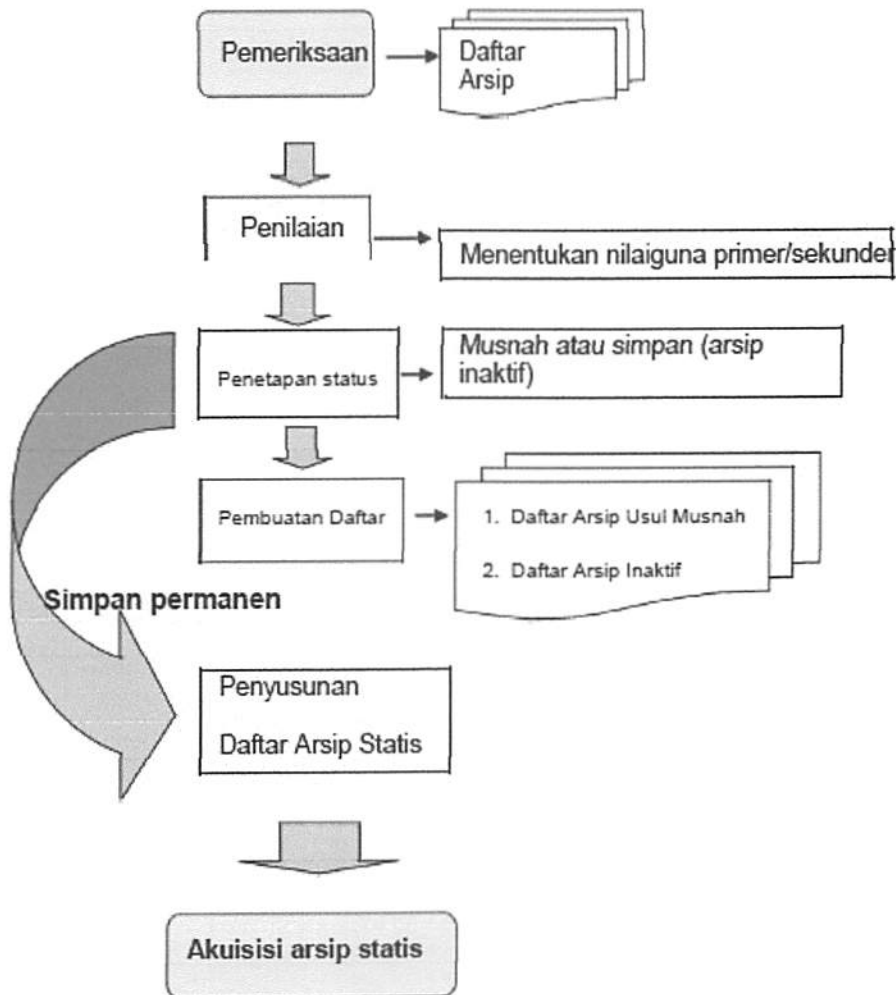 Pemeriksaan
Daftar
Arsip
Penilaian
Menentukan nilaiguna primer/sekunder
Penetapan status
Musnah atau simpan (arsip
inaktif)
Pembuatan Daftar
1. Daftar Arsip Usul Musnah
2. Daftar Arsip Inaktif
Simpan permanen
Penyusunan
Daftar Arsip Statis
Akuisisi arsip statis